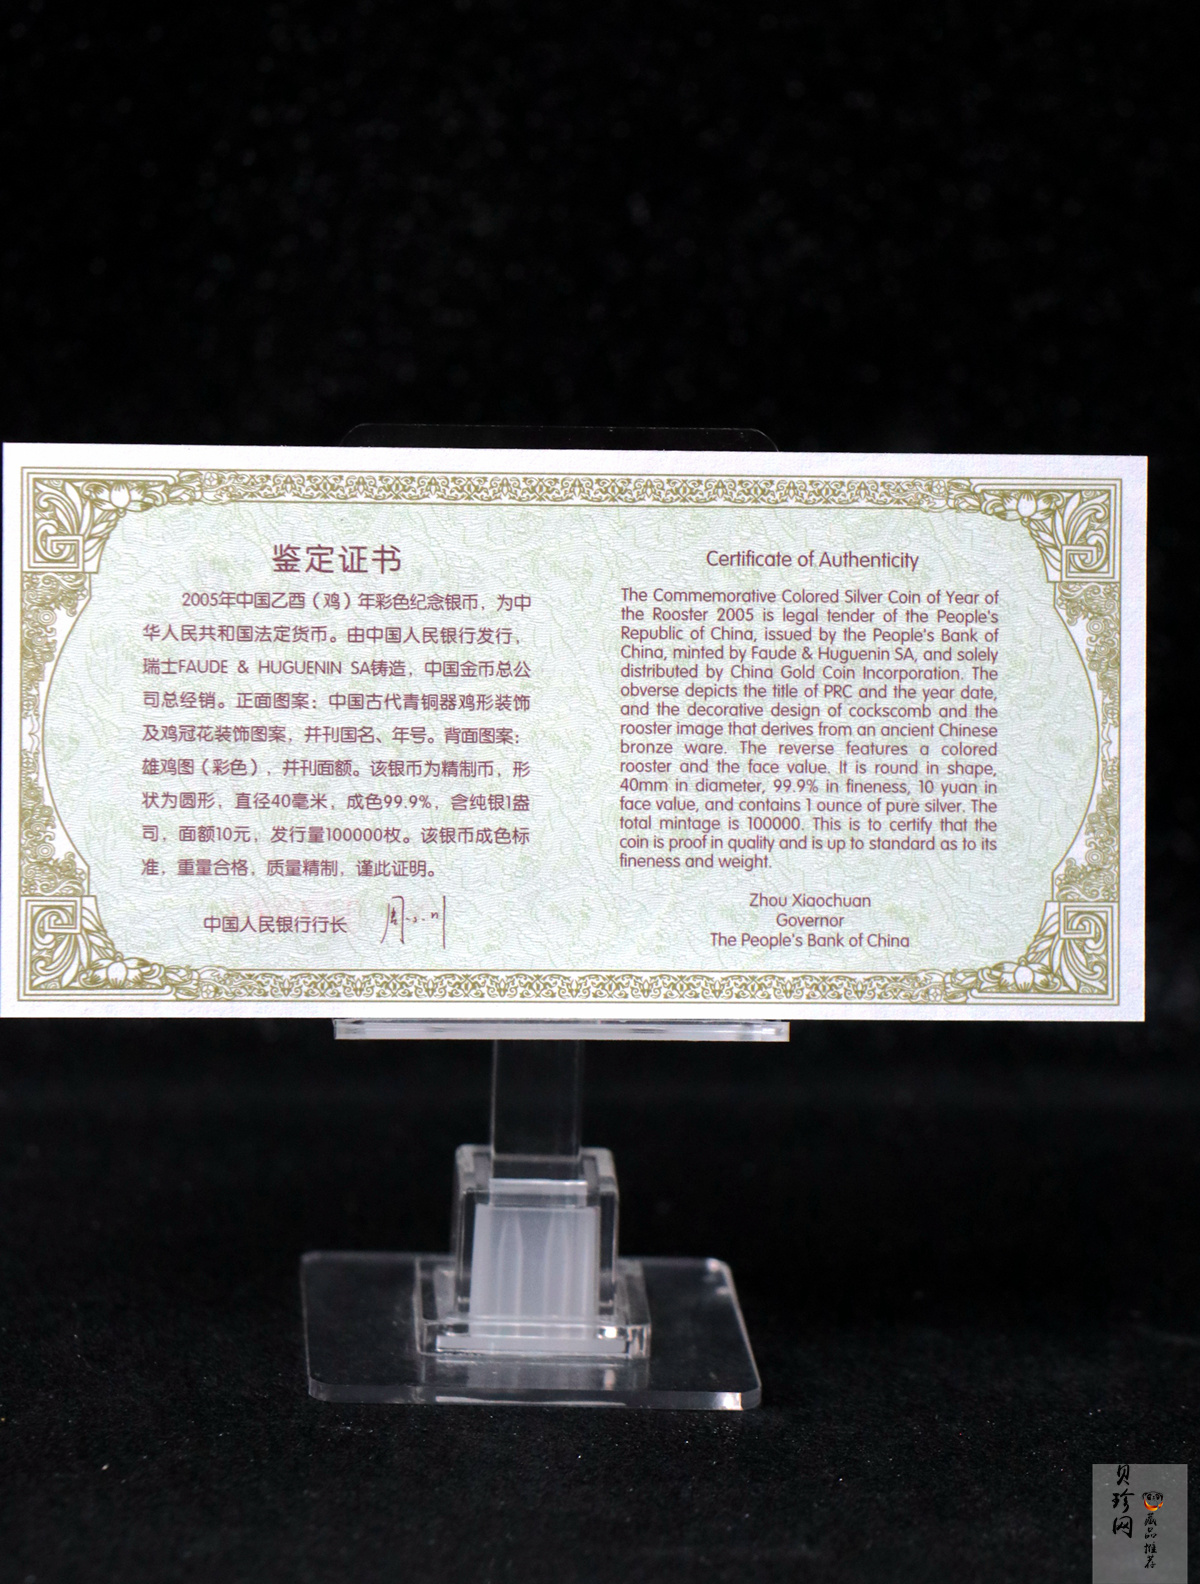 鉴定证书
2005年中国乙酉（鸡）年彩色纪念银币，为中
华人民共和国法定货币。由中国人民银行发行，
瑞士FAUDE & HUGUENIN SA铸造，中国金币总公
司总经销。正面图案：中国古代青铜器鸡形装饰
及鸡冠花装饰图案，并刊国名、年号。背面图案：
雄鸡图（彩色），并刊面额。该银币为精制币，形
状为圆形，直径40毫米，成色99.9%，含纯银1盎
司，面额10元，发行量100000枚。该银币成色标
准，重量合格，质量精制，谨此证明。
中国人民银行行长
Certificate of Authenticity
The Commemorative Colored Silver Coin of Year of
the Rooster 2005 is legal tender of the People's
Republic of China, issued by the People's Bank of
China, minted by Faude & Huguenin SA, and solely
distributed by China Gold Coin Incorporation. The
obverse depicts the title of PRC and the year date,
and the decorative design of cockscomb and the
rooster image that derives from an ancient Chinese
bronze ware. The reverse features a colored
rooster and the face value. It is round in shape,
40mm in diameter, 99.9% in fineness, 10 yuan in
face value, and contains 1 ounce of pure silver. The
total mintage is 100000. This is to certify that the
coin is proof in quality and is up to standard as to its
fineness and weight.
Zhou Xiaochuan
Governor
The People's Bank of China
贝珍网
藏品推荐